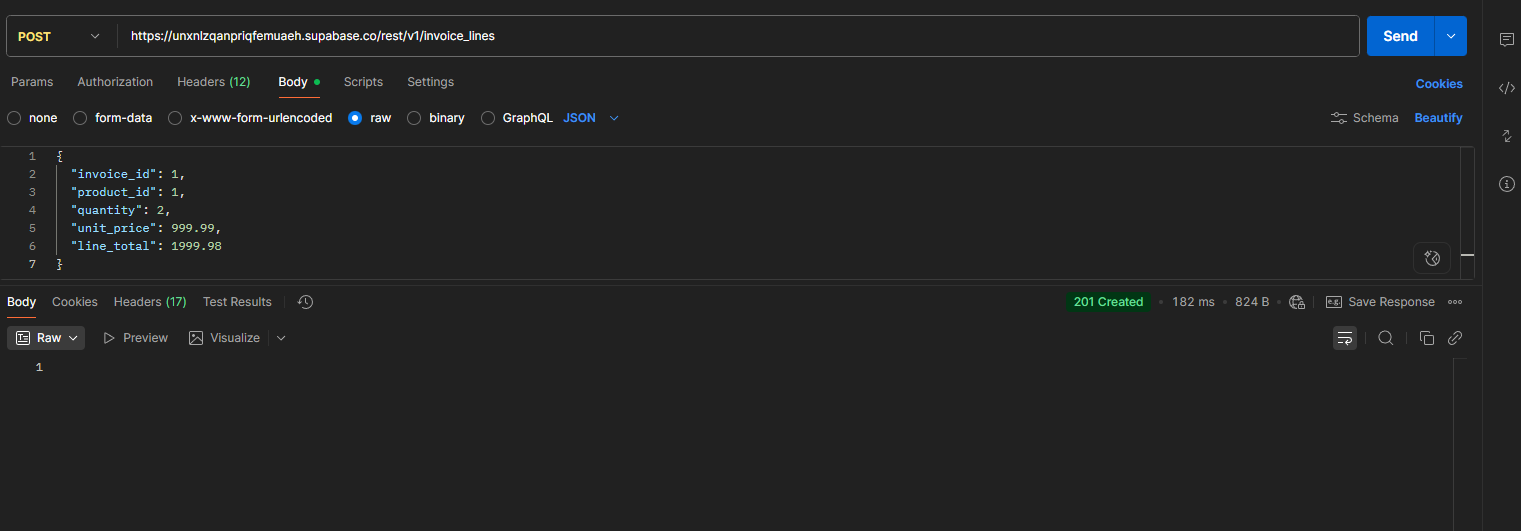 POST https://unxnlzqanpriqfemuaeh.supabase.co/rest/v1/invoice_lines Send
Params Authorization Headers (12) Body Scripts Settings Cookies
none form-data x-www-form-urlencoded raw binary GraphQL JSON Schema Beautify
1 {
2 "invoice_id": 1,
3 "product_id": 1,
4 "quantity": 2,
5 "unit_price": 999.99,
6 "line_total": 1999.98
7 }
Body Cookies Headers (17) Test Results 201 Created • 182 ms • 824 B • e.g. Save Response
Raw Preview Visualize
1